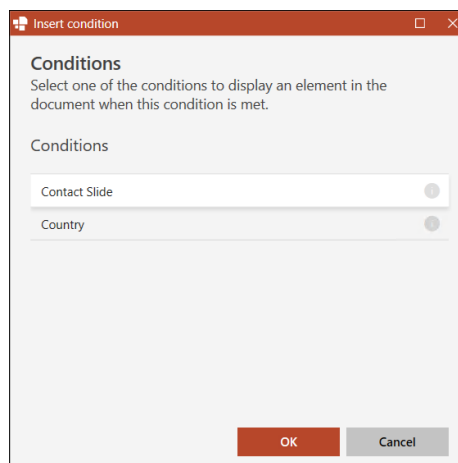 Insert condition
Conditions
Select one of the conditions to display an element in the
document when this condition is met.
Conditions
Contact Slide
Country
OK Cancel